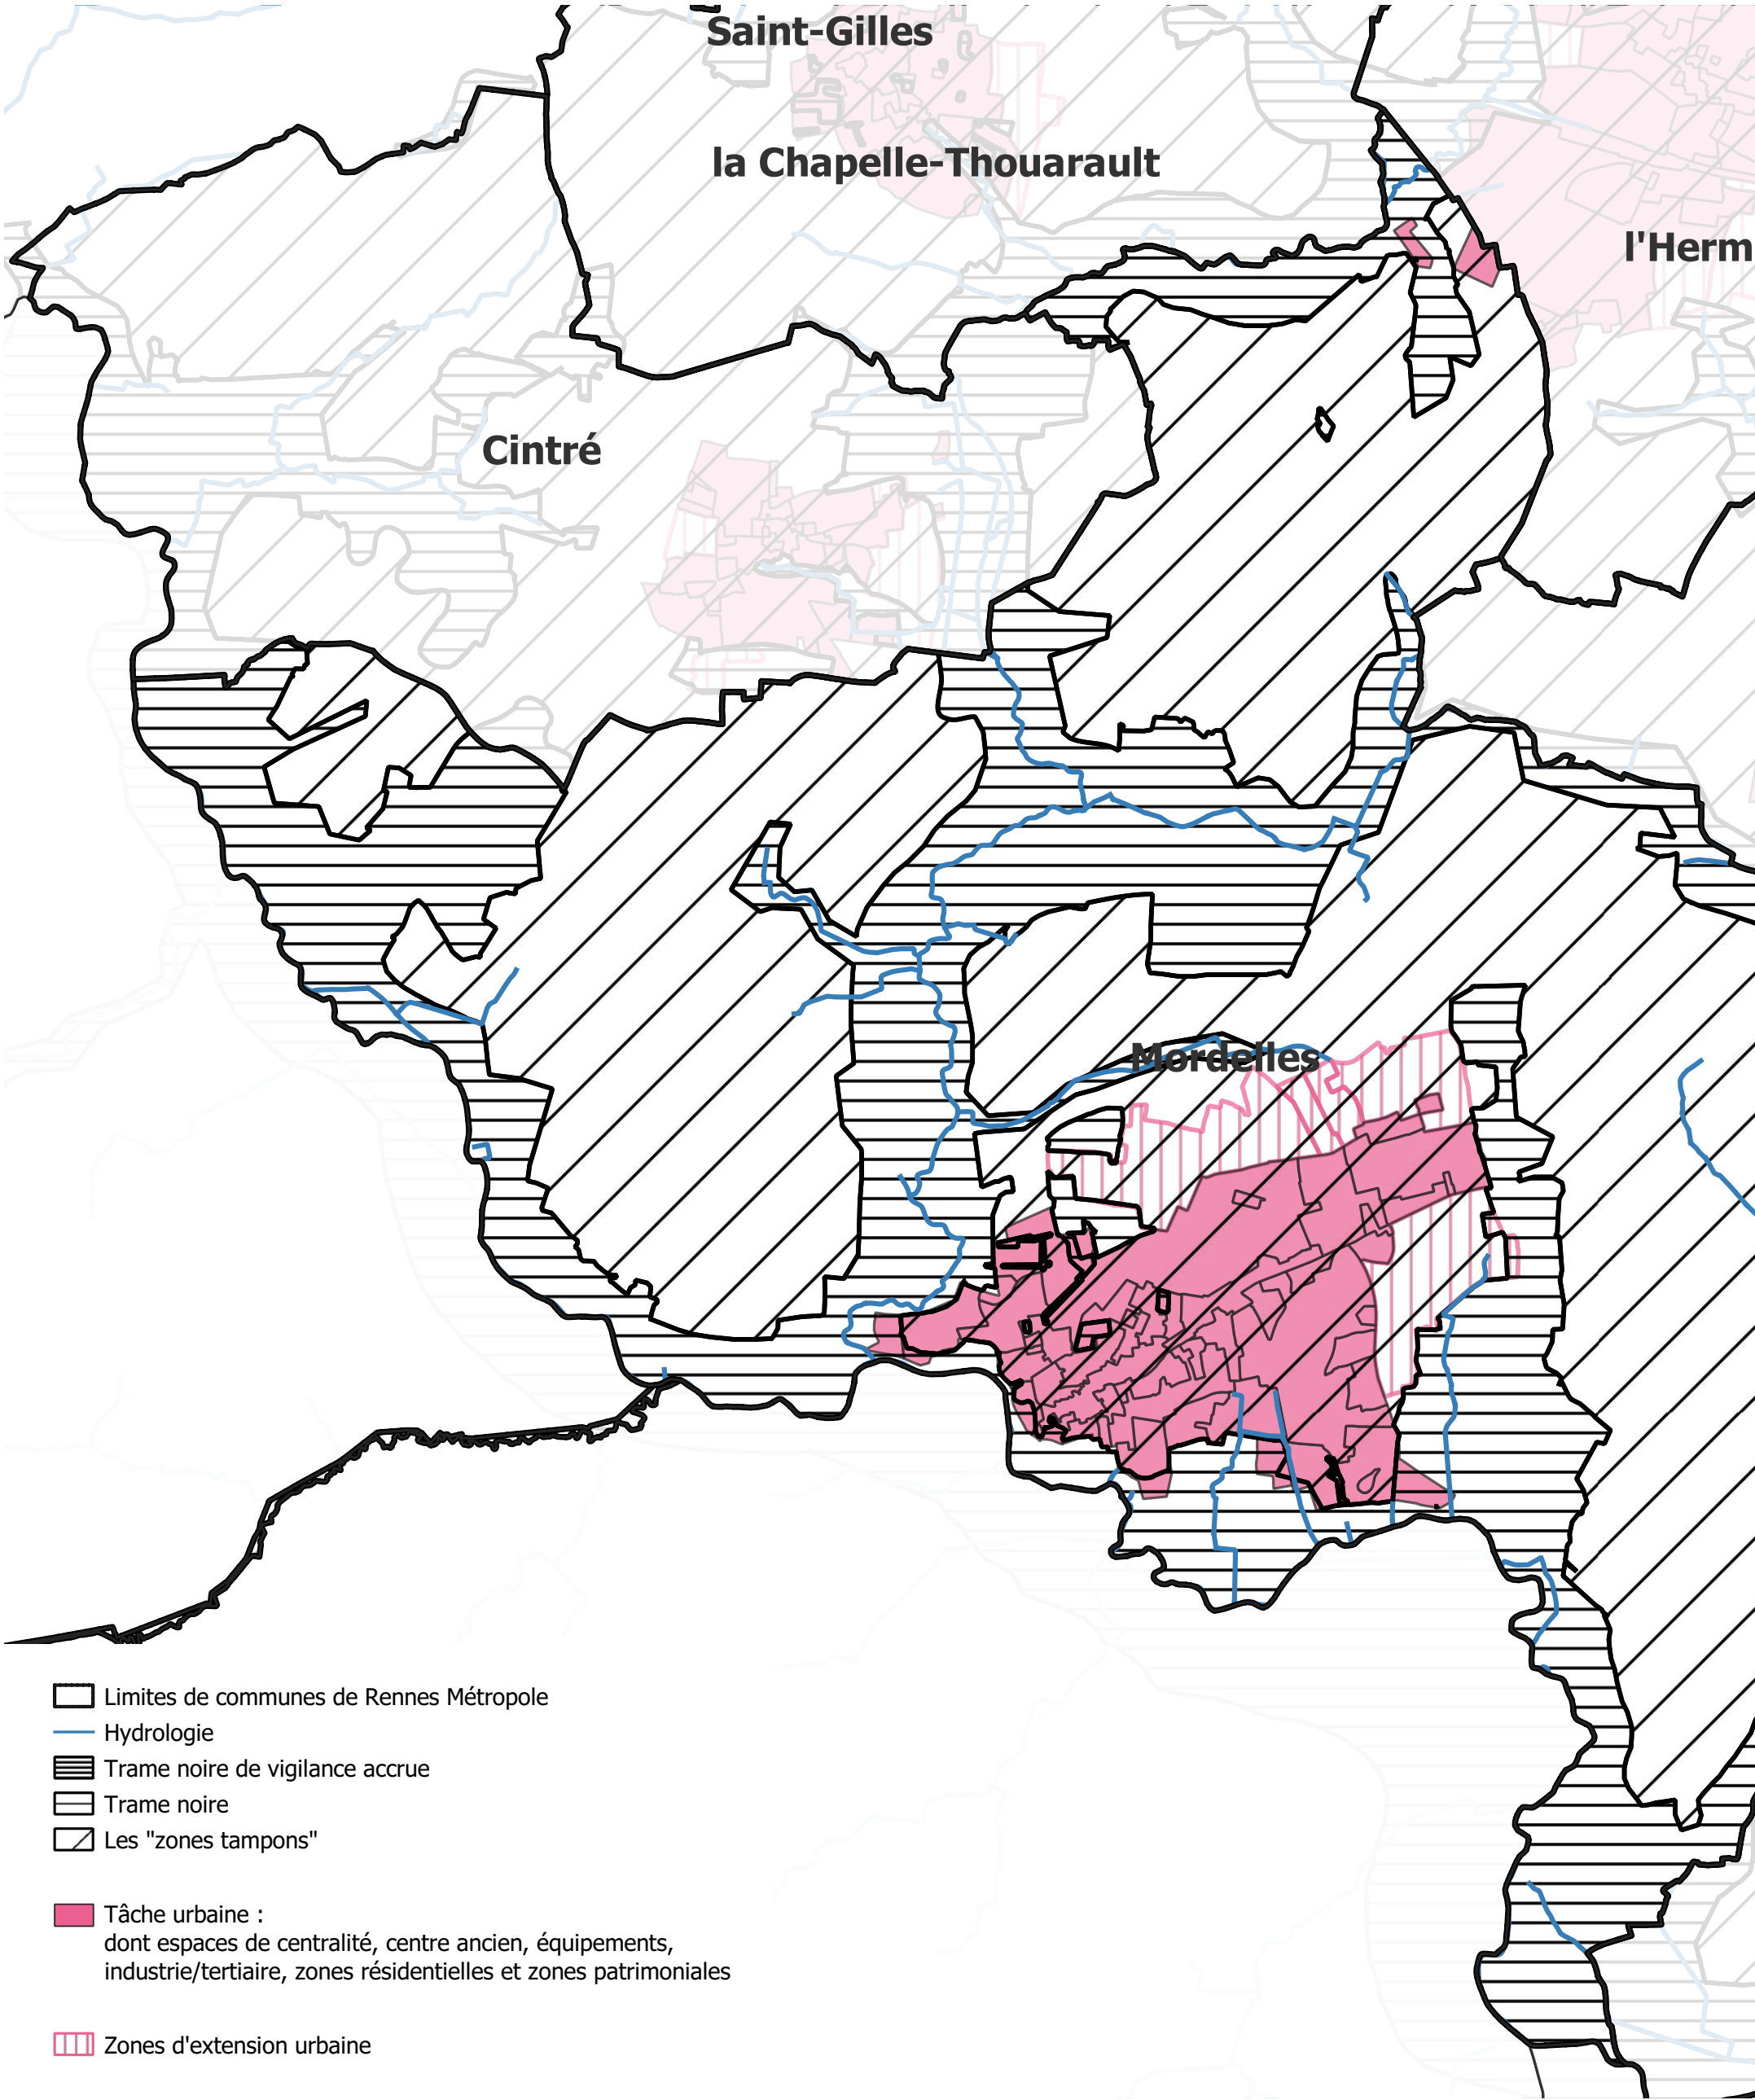 Saint-Gilles
la Chapelle-Thouarault
l'Herm
Cintré
Mordelles
Limites de communes de Rennes Métropole
Hydrologie
Trame noire de vigilance accrue
Trame noire
Les "zones tampons"
Tâche urbaine :
dont espaces de centralité, centre ancien, équipements,
industrie/tertiaire, zones résidentielles et zones patrimoniales
Zones d'extension urbaine